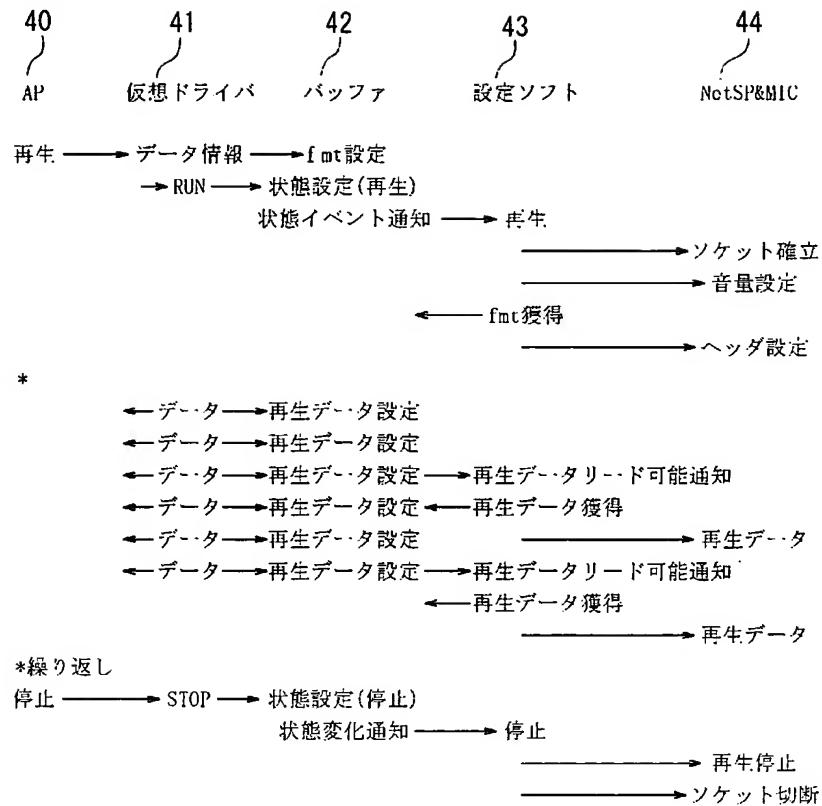 40 41 42 43 44
AP 仮想ドライバ バッファ 設定ソフト NetSP&MIC
再生 → データ情報 → fmt設定
→ RUN → 状態設定(再生)
状態イベント通知 → 再生
→ ソケット確立
→ 音量設定
← fmt獲得
→ ヘッダ設定
*
← データ → 再生データ設定
← データ → 再生データ設定
← データ → 再生データ設定 → 再生データリード可能通知
← データ → 再生データ設定 ← 再生データ獲得
← データ → 再生データ設定 → 再生データ
← データ → 再生データ設定 → 再生データリード可能通知
← 再生データ獲得
→ 再生データ
*繰り返し
停止 → STOP → 状態設定(停止)
状態変化通知 → 停止
→ 再生停止
→ ソケット切断